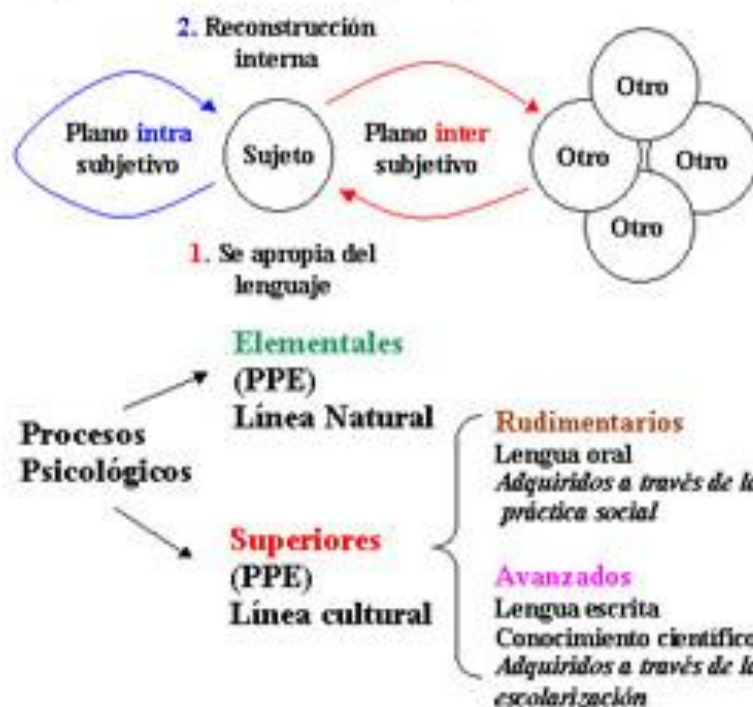 2. Reconstrucción
interna
Plano intra
subjetivo
Sujeto
Plano inter
subjetivo
Otro
Otro
Otro
Otro
1. Se apropia del
lenguaje
Procesos
Psicológicos
Elementales
(PPE)
Línea Natural
Superiores
(PPE)
Línea cultural
Rudimentarios
Lengua oral
Adquiridos a través de la
práctica social
Avanzados
Lengua escrita
Conocimiento científico
Adquiridos a través de la
escolarización